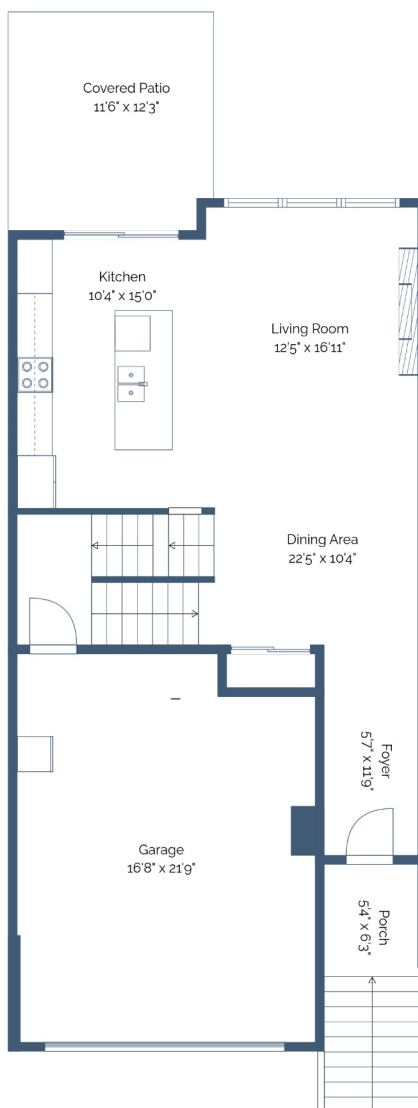 Covered Patio
11'6" x 12'3"
Kitchen
10'4" x 15'0"
Living Room
12'5" x 16'11"
Dining Area
22'5" x 10'4"
Foyer
5'7" x 11'9"
Garage
16'8" x 21'9"
Porch
5'4" x 6'3"